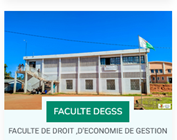 FACULTE DEGSS
FACULTE DE DROIT ,D'ECONOMIE DE GESTION